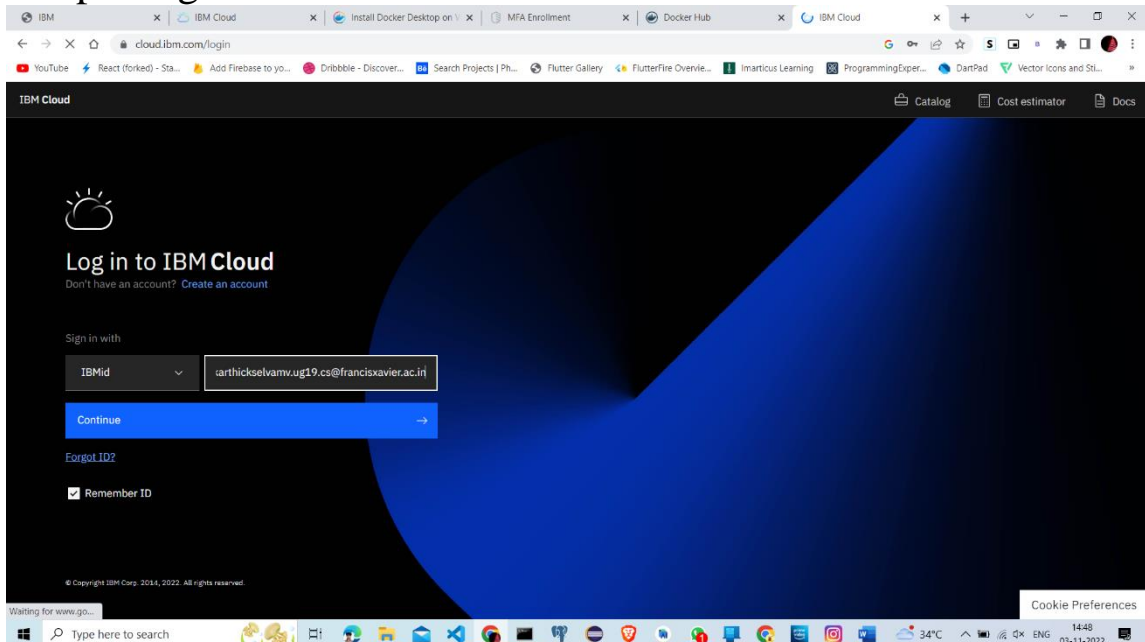 IBM IBM Cloud Install Docker Desktop on MFA Enrollment Docker Hub IBM Cloud
cloud.ibm.com/login
YouTube React (forked) - Sta... Add Firebase to yo... Dribbble - Discover... Search Projects | Ph... Flutter Gallery FlutterFire Overvie... Imarticus Learning ProgrammingExper... DartPad Vector Icons and Sti... »
IBM Cloud Catalog Cost estimator Docs
Log in to IBM Cloud
Don't have an account? Create an account
Sign in with
IBMid karthickselvamv.ug19.cs@francisxavier.ac.in
Continue
Forgot ID?
Remember ID
© Copyright IBM Corp. 2014, 2022. All rights reserved.
Cookie Preferences
Waiting for www.go...
Type here to search 34°C ENG 14:48
03-11-2022